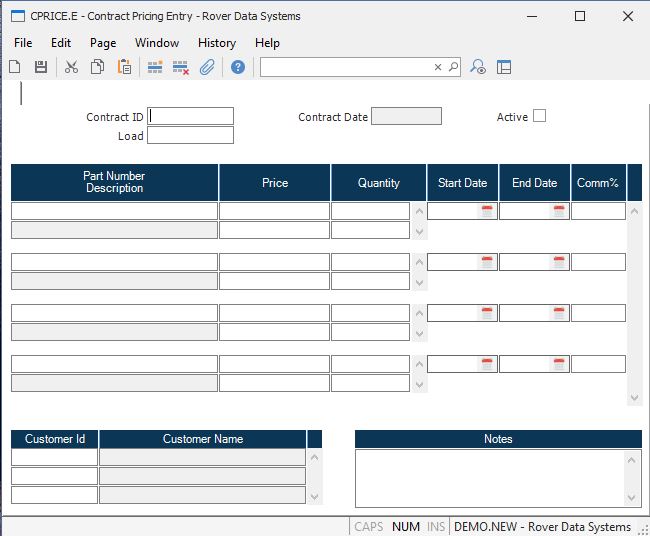 CPRICE.E - Contract Pricing Entry - Rover Data Systems
File Edit Page Window History Help
Contract ID Contract Date Active
Load
Part Number
Description Price Quantity Start Date End Date Comm%
Customer Id Customer Name Notes
CAPS NUM INS DEMO.NEW - Rover Data Systems